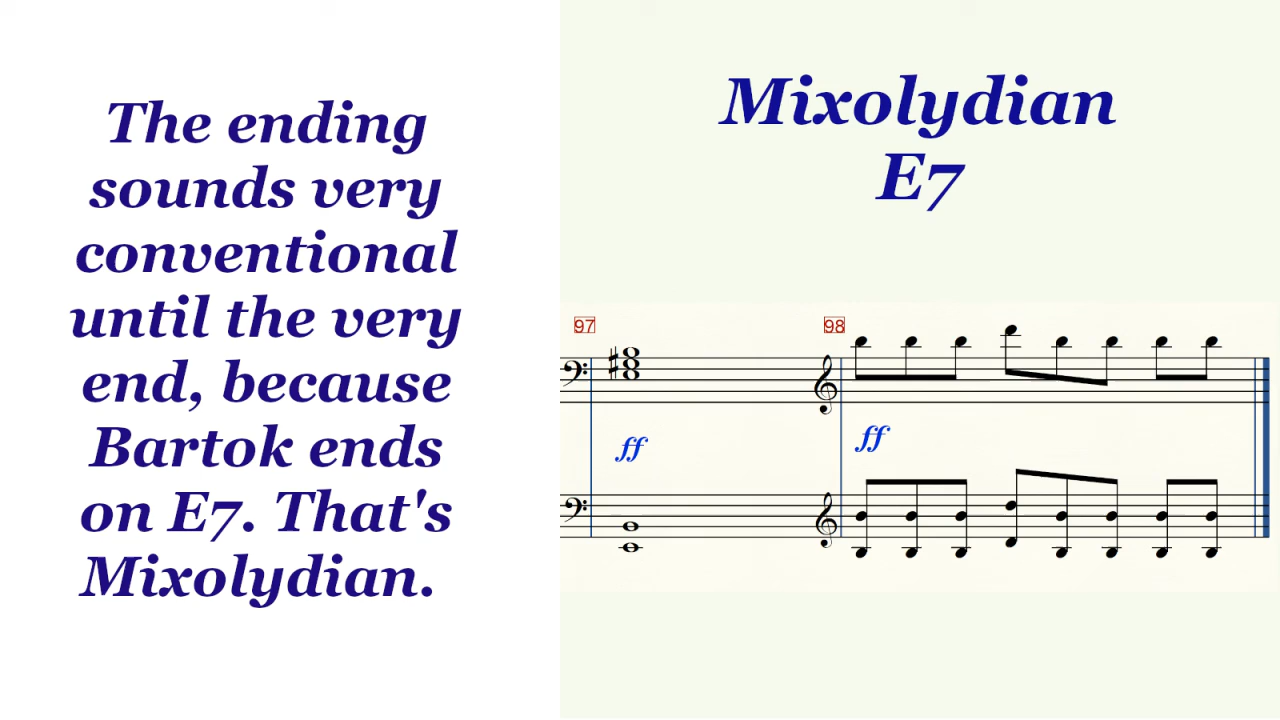 The ending
sounds very
conventional
until the very
end, because
Bartok ends
on E7. That's
Mixolydian.
Mixolydian
E7
97
98
ff
ff